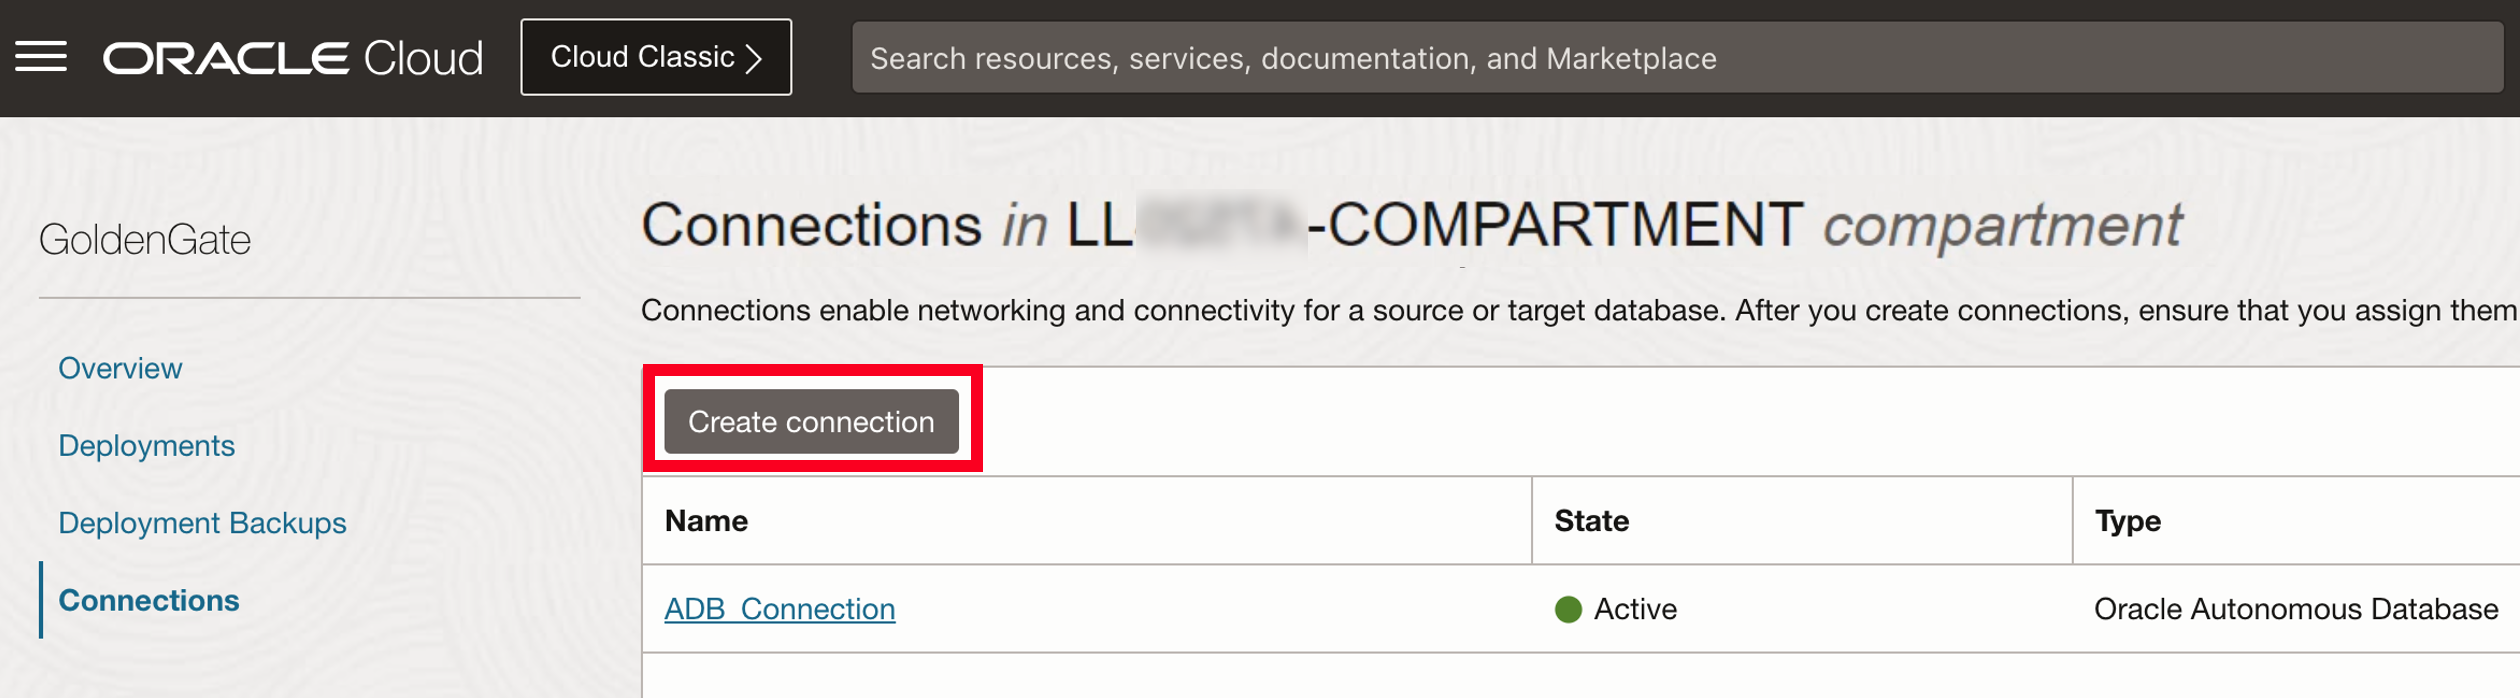 ORACLE Cloud
Cloud Classic
Search resources, services, documentation, and Marketplace
GoldenGate
Overview
Deployments
Deployment Backups
Connections
Connections in LL -COMPARTMENT compartment
Connections enable networking and connectivity for a source or target database. After you create connections, ensure that you assign them
Create connection
Name State Type
ADB_Connection Active Oracle Autonomous Database